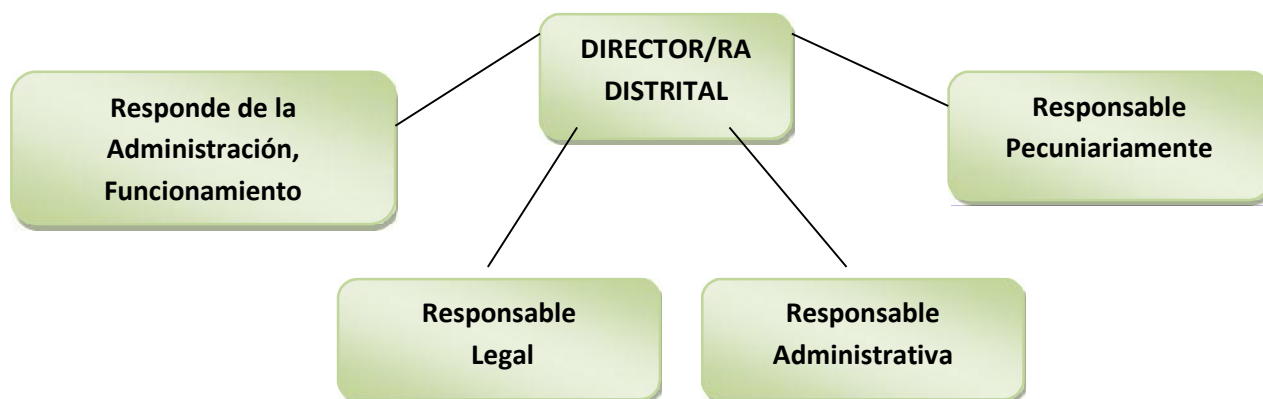 DIRECTOR/RA
DISTRITAL
Responde de la
Administración,
Funcionamiento
Responsable
Pecuniariamente
Responsable
Legal
Responsable
Administrativa